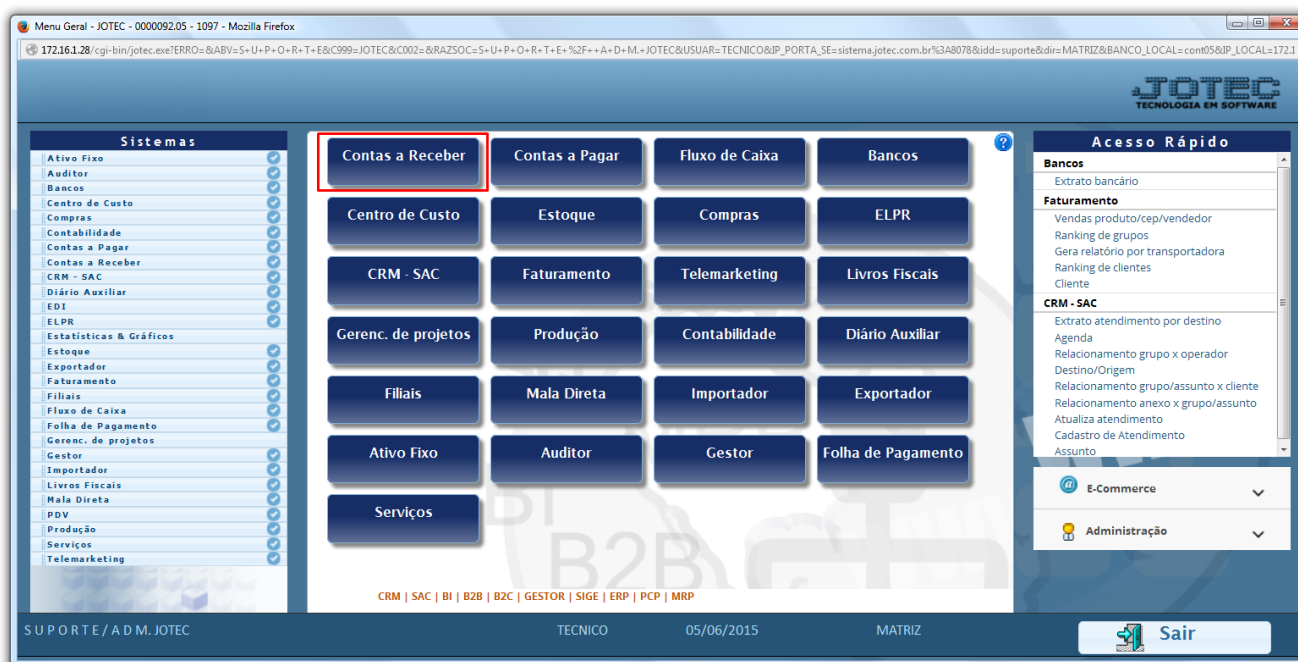 Menu Geral - JOTEC - 0000092.05 - 1097 - Mozilla Firefox
172.16.1.28/cgi-bin/jotec.exe?ERRO=&ABV=S+U+P+O+R+T+E&C999=JOTEC&C002=&RAZSOC=S+U+P+O+R+T+E+%2F++A+D+M.+JOTEC&USUAR=TECNICO&IP_PORTA_SE=sistema.jotec.com.br%3A8078&idd=suporte&dir=MATRIZ&BANCO_LOCAL=cont05&IP_LOCAL=172.1
JOTEC
TECNOLOGIA EM SOFTWARE
Sistemas
Ativo Fixo
Auditor
Bancos
Centro de Custo
Compras
Contabilidade
Contas a Pagar
Contas a Receber
CRM - SAC
Diário Auxiliar
EDI
ELPR
Estatísticas & Gráficos
Estoque
Exportador
Faturamento
Filiais
Fluxo de Caixa
Folha de Pagamento
Gerenc. de projetos
Gestor
Importador
Livros Fiscais
Mala Direta
PDV
Produção
Serviços
Telemarketing
Contas a Receber Contas a Pagar Fluxo de Caixa Bancos
Centro de Custo Estoque Compras ELPR
CRM - SAC Faturamento Telemarketing Livros Fiscais
Gerenc. de projetos Produção Contabilidade Diário Auxiliar
Filiais Mala Direta Importador Exportador
Ativo Fixo Auditor Gestor Folha de Pagamento
Serviços
BI
B2B
CRM | SAC | BI | B2B | B2C | GESTOR | SIGE | ERP | PCP | MRP
Acesso Rápido
Bancos
Extrato bancário
Faturamento
Vendas produto/cep/vendedor
Ranking de grupos
Gera relatório por transportadora
Ranking de clientes
Cliente
CRM - SAC
Extrato atendimento por destino
Agenda
Relacionamento grupo x operador
Destino/Origem
Relacionamento grupo/assunto x cliente
Relacionamento anexo x grupo/assunto
Atualiza atendimento
Cadastro de Atendimento
Assunto
E-Commerce
Administração
S U P O R T E / A D M. JOTEC TECNICO 05/06/2015 MATRIZ Sair